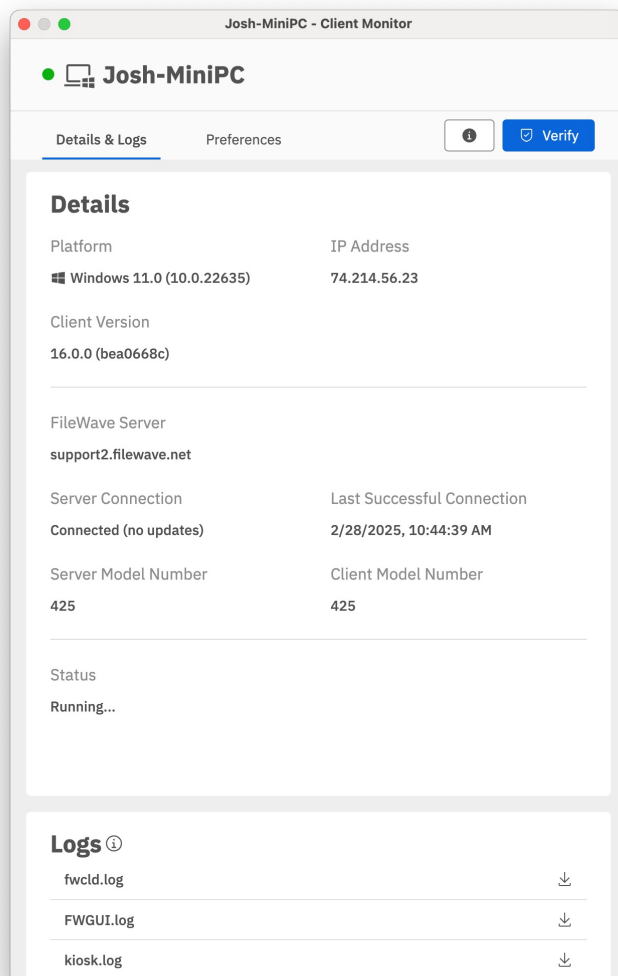 Josh-MiniPC - Client Monitor
Josh-MiniPC
Details & Logs Preferences Verify
Details
Platform IP Address
Windows 11.0 (10.0.22635) 74.214.56.23
Client Version
16.0.0 (bea0668c)
FileWave Server
support2.filewave.net
Server Connection Last Successful Connection
Connected (no updates) 2/28/2025, 10:44:39 AM
Server Model Number Client Model Number
425 425
Status
Running...
Logs
fwcld.log
FWGUI.log
kiosk.log